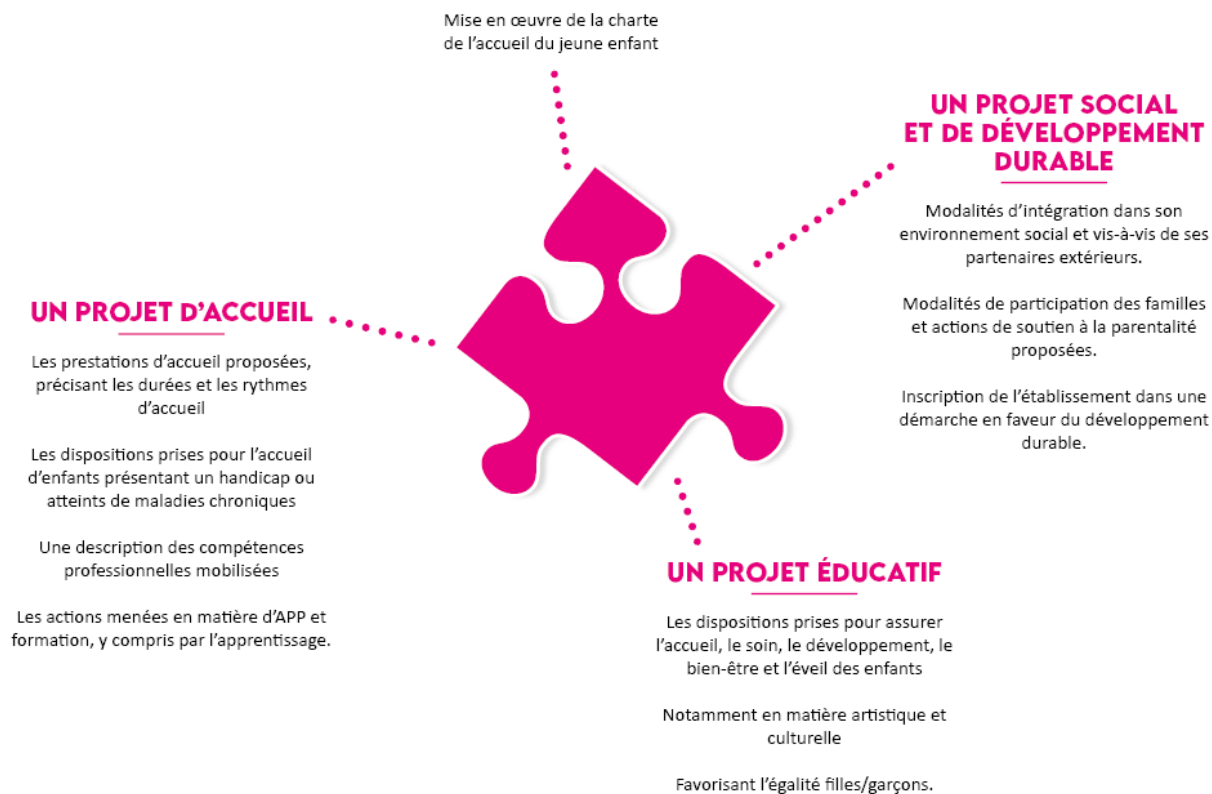 Mise en œuvre de la charte
de l'accueil du jeune enfant
UN PROJET SOCIAL
ET DE DÉVELOPPEMENT
DURABLE
Modalités d'intégration dans son
environnement social et vis-à-vis de ses
partenaires extérieurs.
Modalités de participation des familles
et actions de soutien à la parentalité
proposées.
Inscription de l'établissement dans une
démarche en faveur du développement
durable.
UN PROJET D'ACCUEIL
Les prestations d'accueil proposées,
précisant les durées et les rythmes
d'accueil
Les dispositions prises pour l'accueil
d'enfants présentant un handicap ou
atteints de maladies chroniques
Une description des compétences
professionnelles mobilisées
Les actions menées en matière d'APP et
formation, y compris par l'apprentissage.
UN PROJET ÉDUCATIF
Les dispositions prises pour assurer
l'accueil, le soin, le développement, le
bien-être et l'éveil des enfants
Notamment en matière artistique et
culturelle
Favorisant l'égalité filles/garçons.